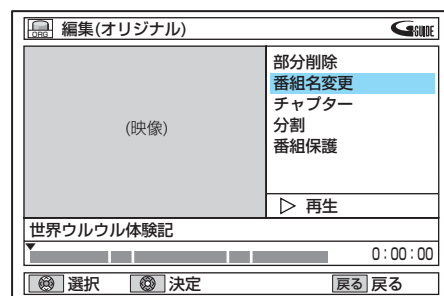 ORG 編集(オリジナル) GGUIDE
(映像)
部分削除
番組名変更
チャプター
分割
番組保護
再生
世界ウルウル体験記
0:00:00
選択 決定 戻る 戻る